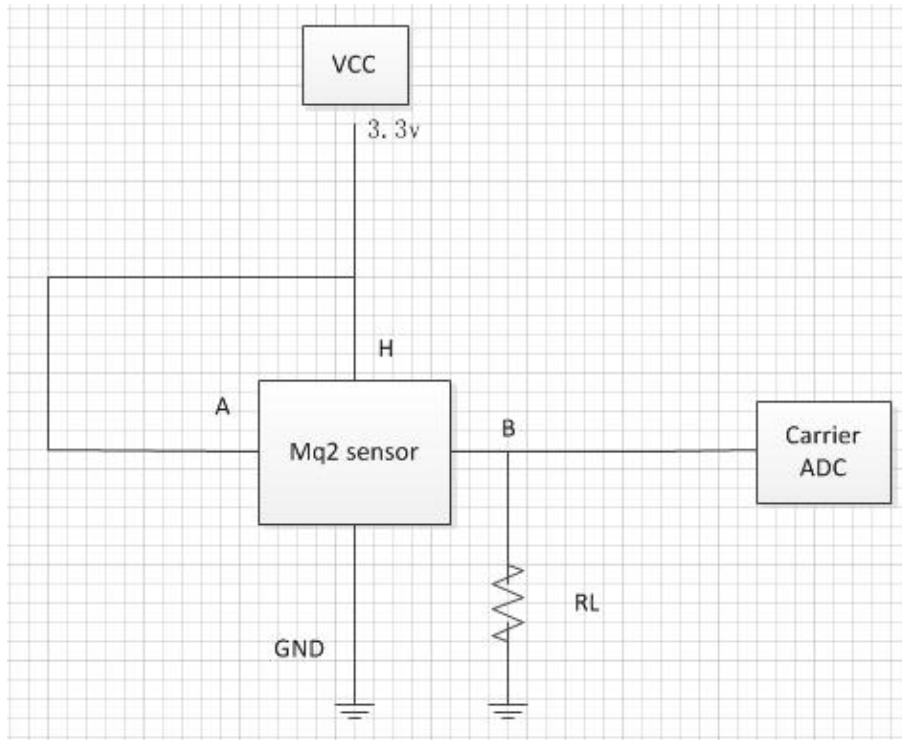 VCC
3.3v
H
A
Mq2 sensor
B
Carrier
ADC
RL
GND